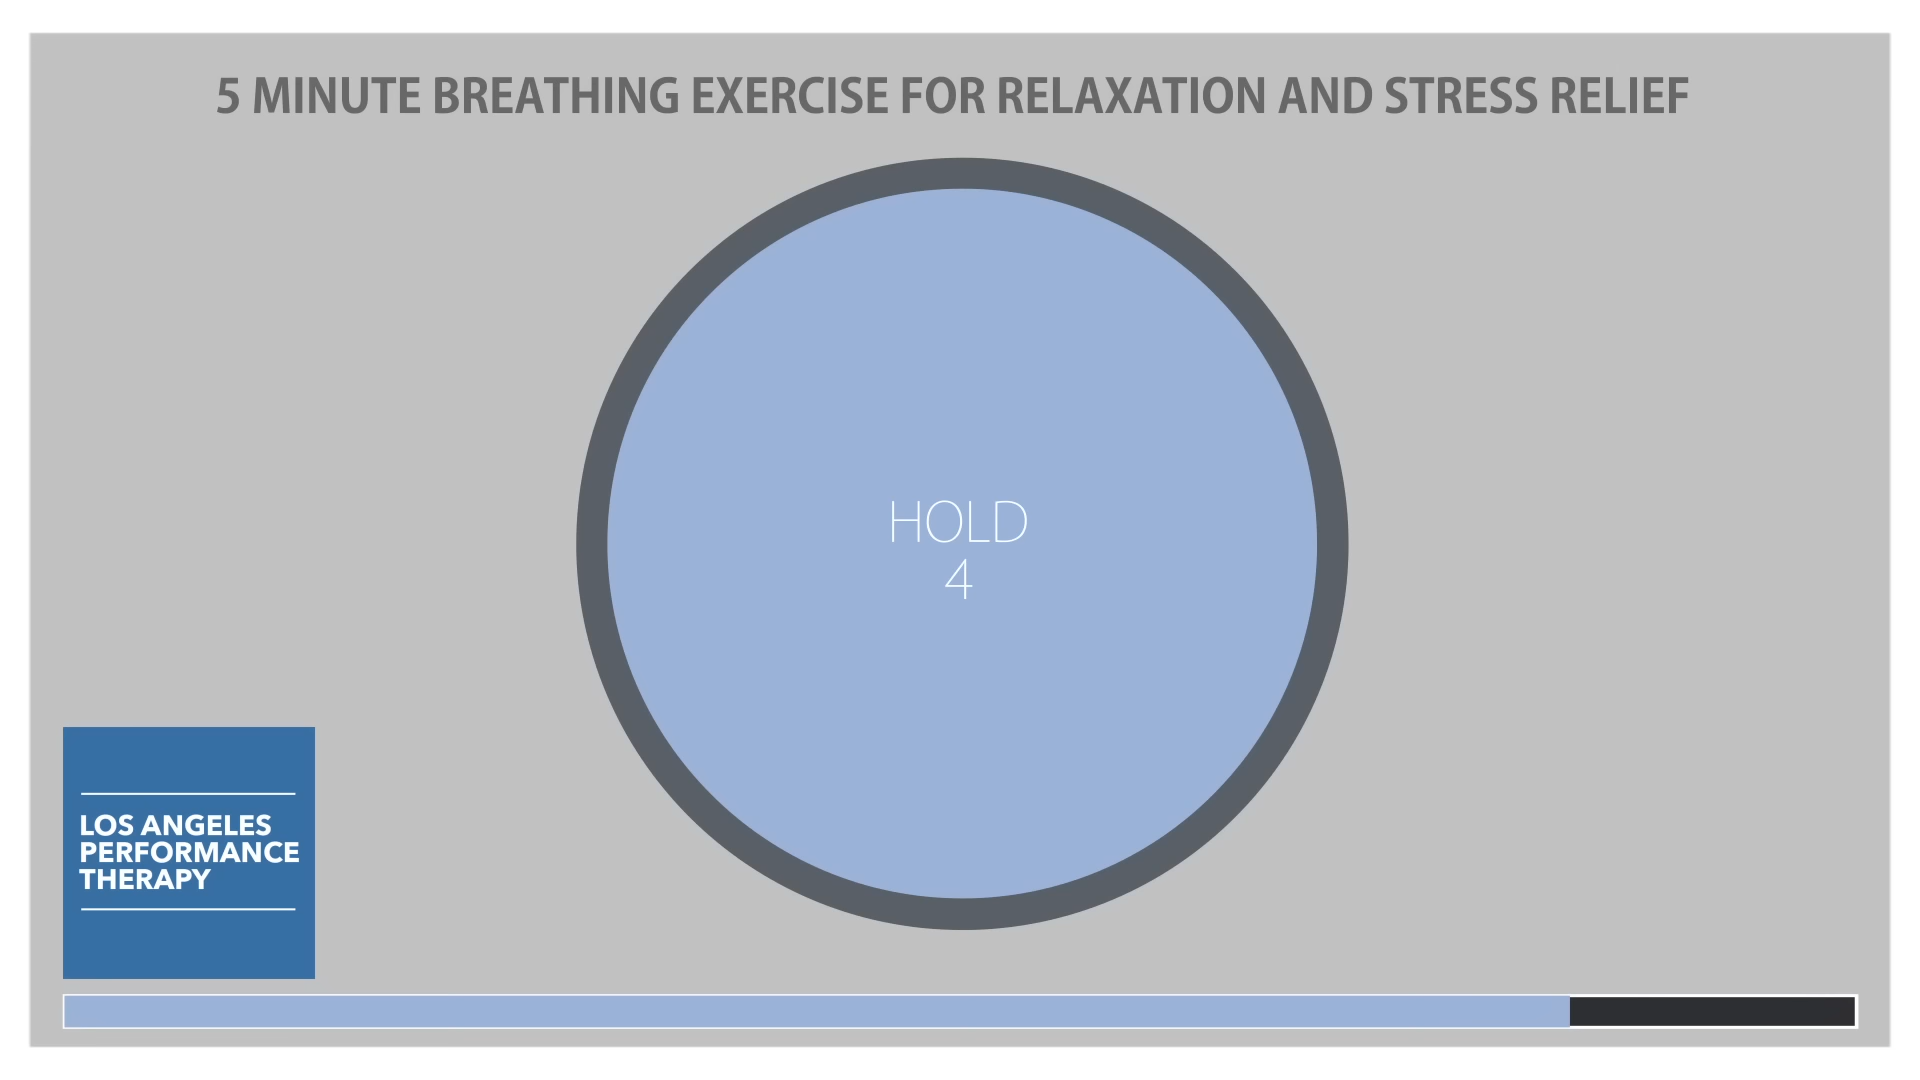 5 MINUTE BREATHING EXERCISE FOR RELAXATION AND STRESS RELIEF
HOLD
4
LOS ANGELES
PERFORMANCE
THERAPY